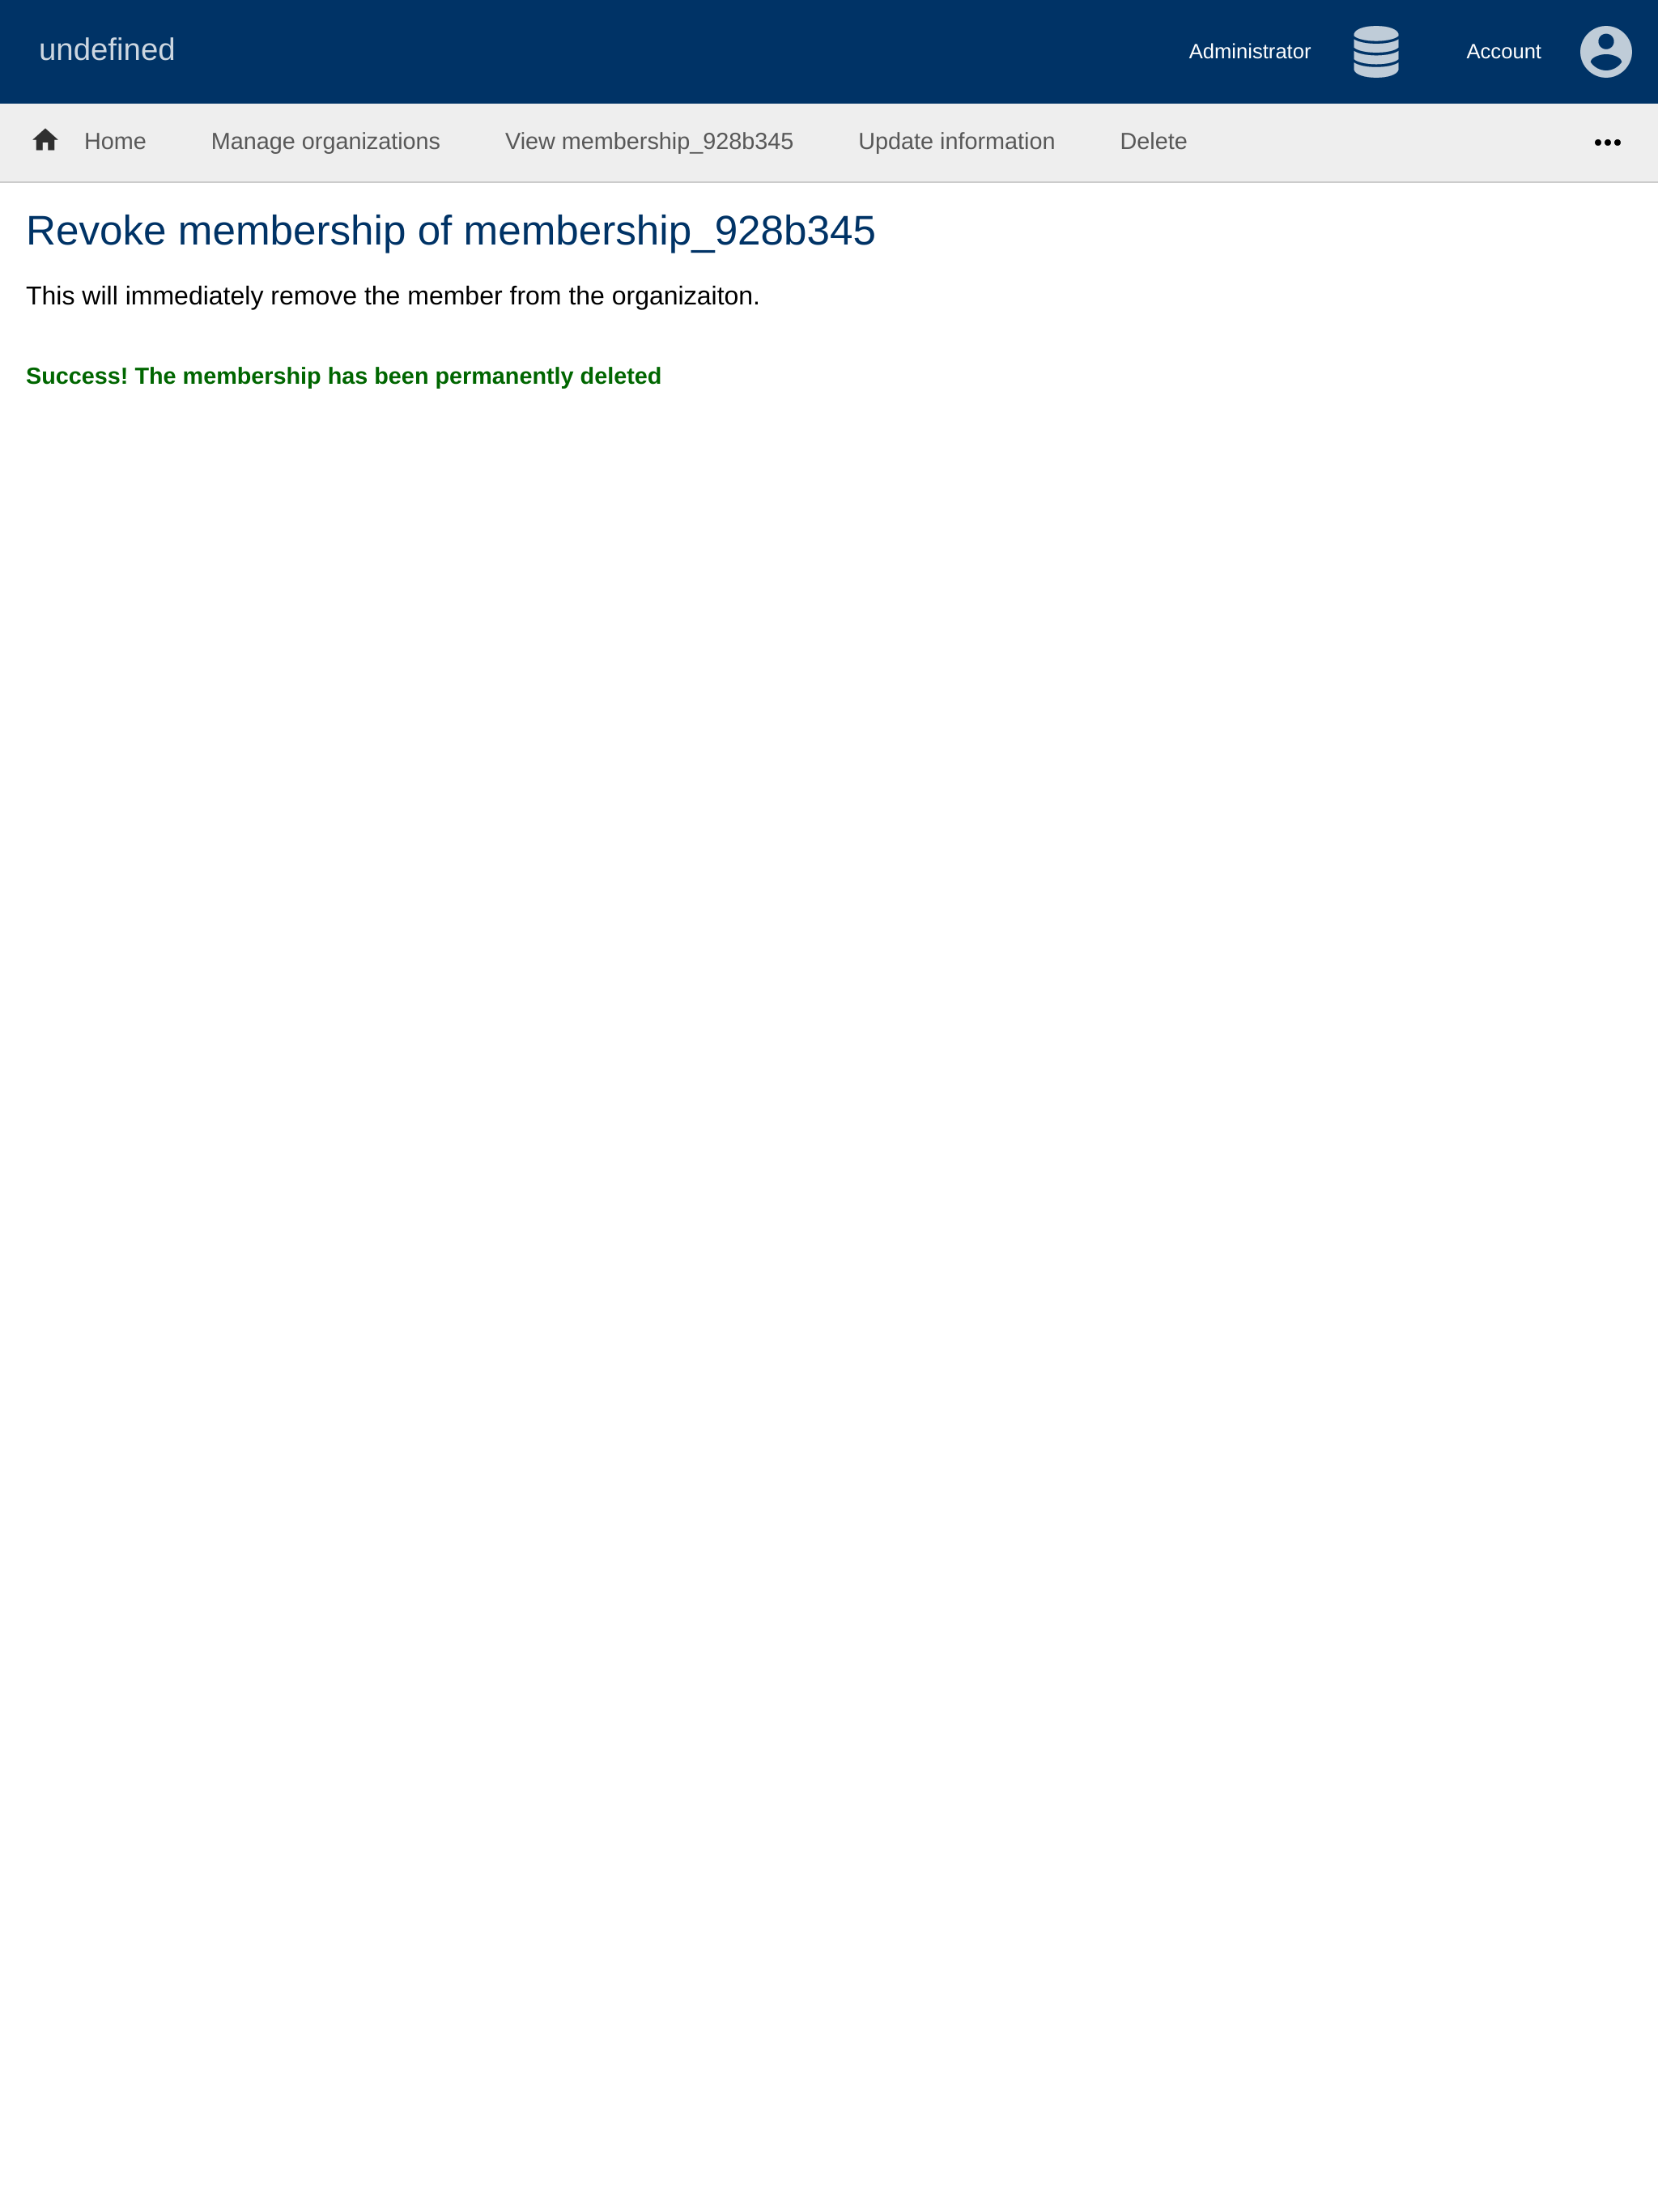 undefined
Administrator
Account
Home
Manage organizations
View membership_928b345
Update information
Delete
Revoke membership of membership_928b345
This will immediately remove the member from the organizaiton.
Success! The membership has been permanently deleted